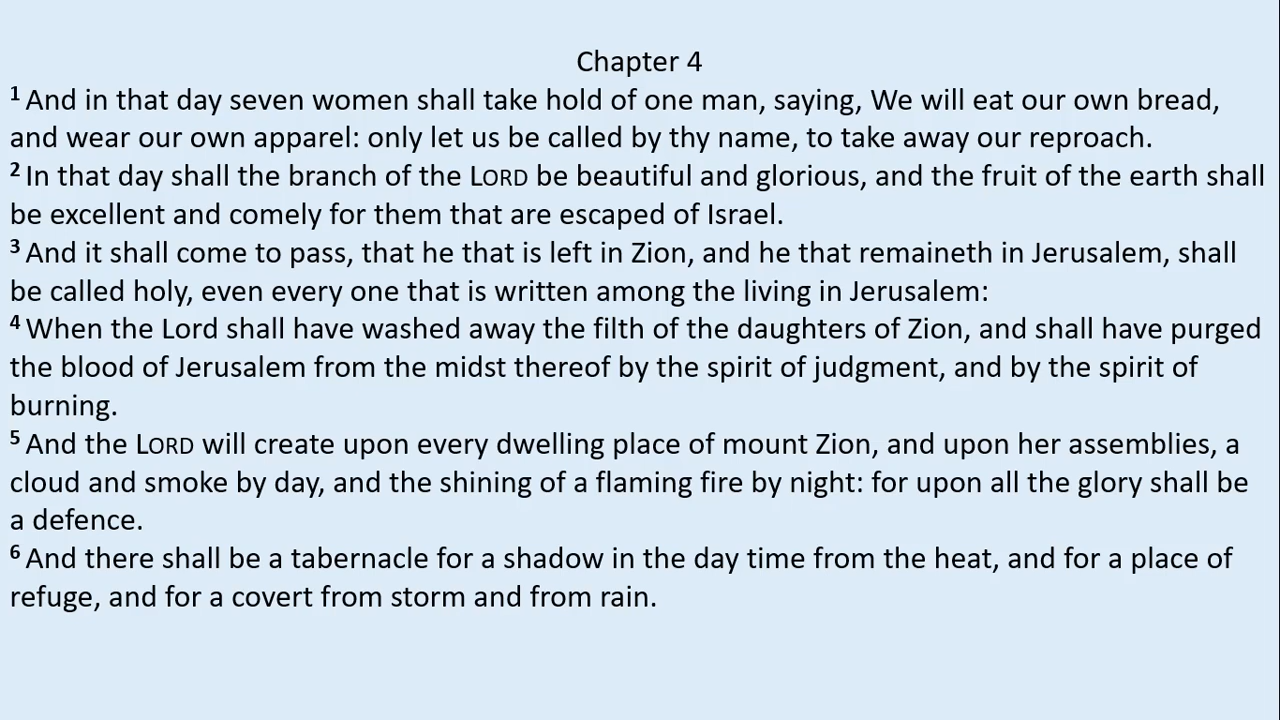 Chapter 4
1 And in that day seven women shall take hold of one man, saying, We will eat our own bread,
and wear our own apparel: only let us be called by thy name, to take away our reproach.
2 In that day shall the branch of the LORD be beautiful and glorious, and the fruit of the earth shall
be excellent and comely for them that are escaped of Israel.
3 And it shall come to pass, that he that is left in Zion, and he that remaineth in Jerusalem, shall
be called holy, even every one that is written among the living in Jerusalem:
4 When the Lord shall have washed away the filth of the daughters of Zion, and shall have purged
the blood of Jerusalem from the midst thereof by the spirit of judgment, and by the spirit of
burning.
5 And the LORD will create upon every dwelling place of mount Zion, and upon her assemblies, a
cloud and smoke by day, and the shining of a flaming fire by night: for upon all the glory shall be
a defence.
6 And there shall be a tabernacle for a shadow in the day time from the heat, and for a place of
refuge, and for a covert from storm and from rain.